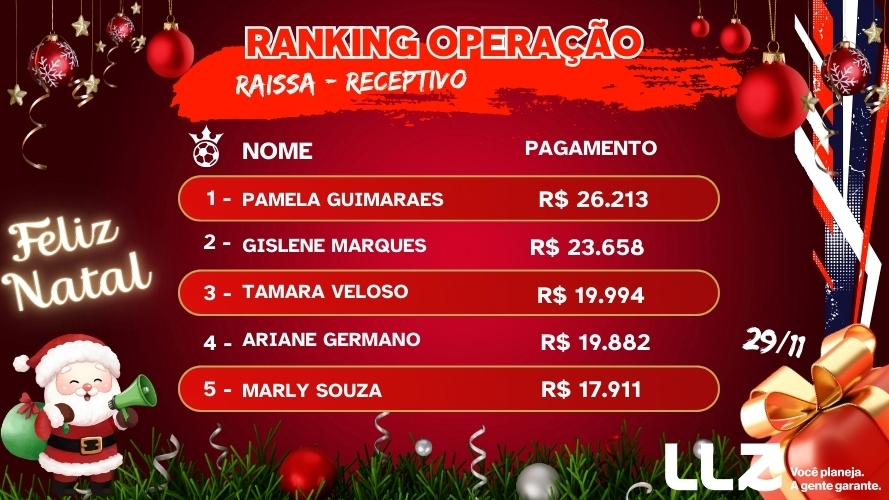 RANKING OPERAÇÃO
RAISSA - RECEPTIVO
NOME PAGAMENTO
1 - PAMELA GUIMARAES R$ 26.213
2 - GISLENE MARQUES R$ 23.658
3 - TAMARA VELOSO R$ 19.994
4 - ARIANE GERMANO R$ 19.882
5 - MARLY SOUZA R$ 17.911
Feliz
Natal
29/11
LLZ
Você planeja.
A gente garante.